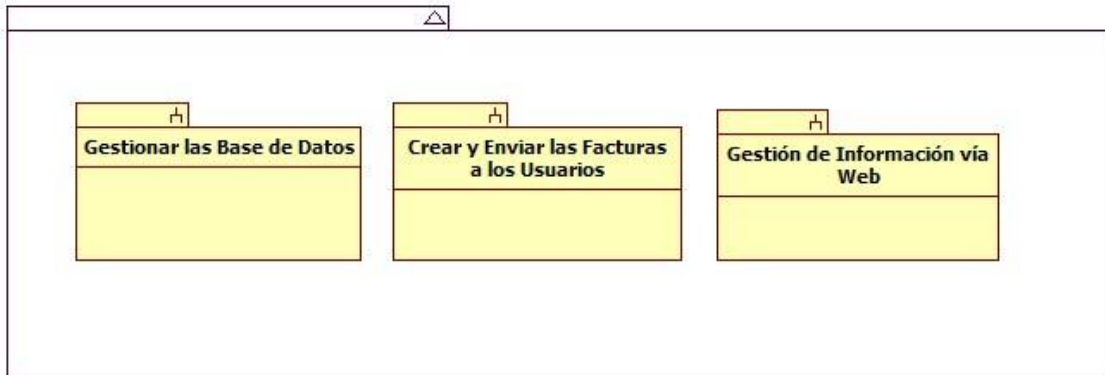 Gestionar las Base de Datos
Crear y Enviar las Facturas
a los Usuarios
Gestión de Información vía
Web